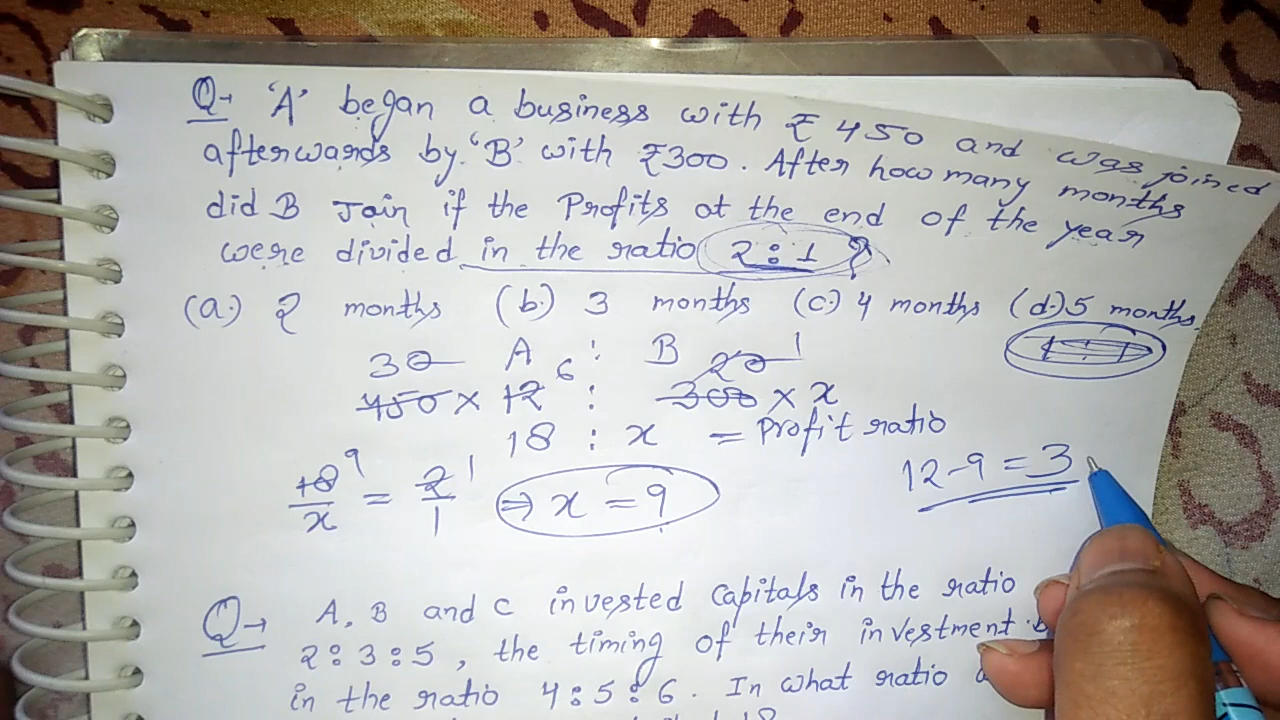 Q→ 'A' began a business with ₹ 450 and was joined
afterwards by 'B' with ₹300. After how many months
did B Join if the Profits at the end of the year
were divided in the ratio 2:1?
(a.) 2 months (b.) 3 months (c.) 4 months (d.) 5 months.
30 A : B 20 1
450 × 12 6 : 300 × x
18 : x = Profit ratio
18/x 9 = 2/1 1 ⇒ x = 9
12-9 = 3
Q→ A, B and C invested Capitals in the ratio
2:3:5, the timing of their investment
in the ratio 4:5:6. In what ratio